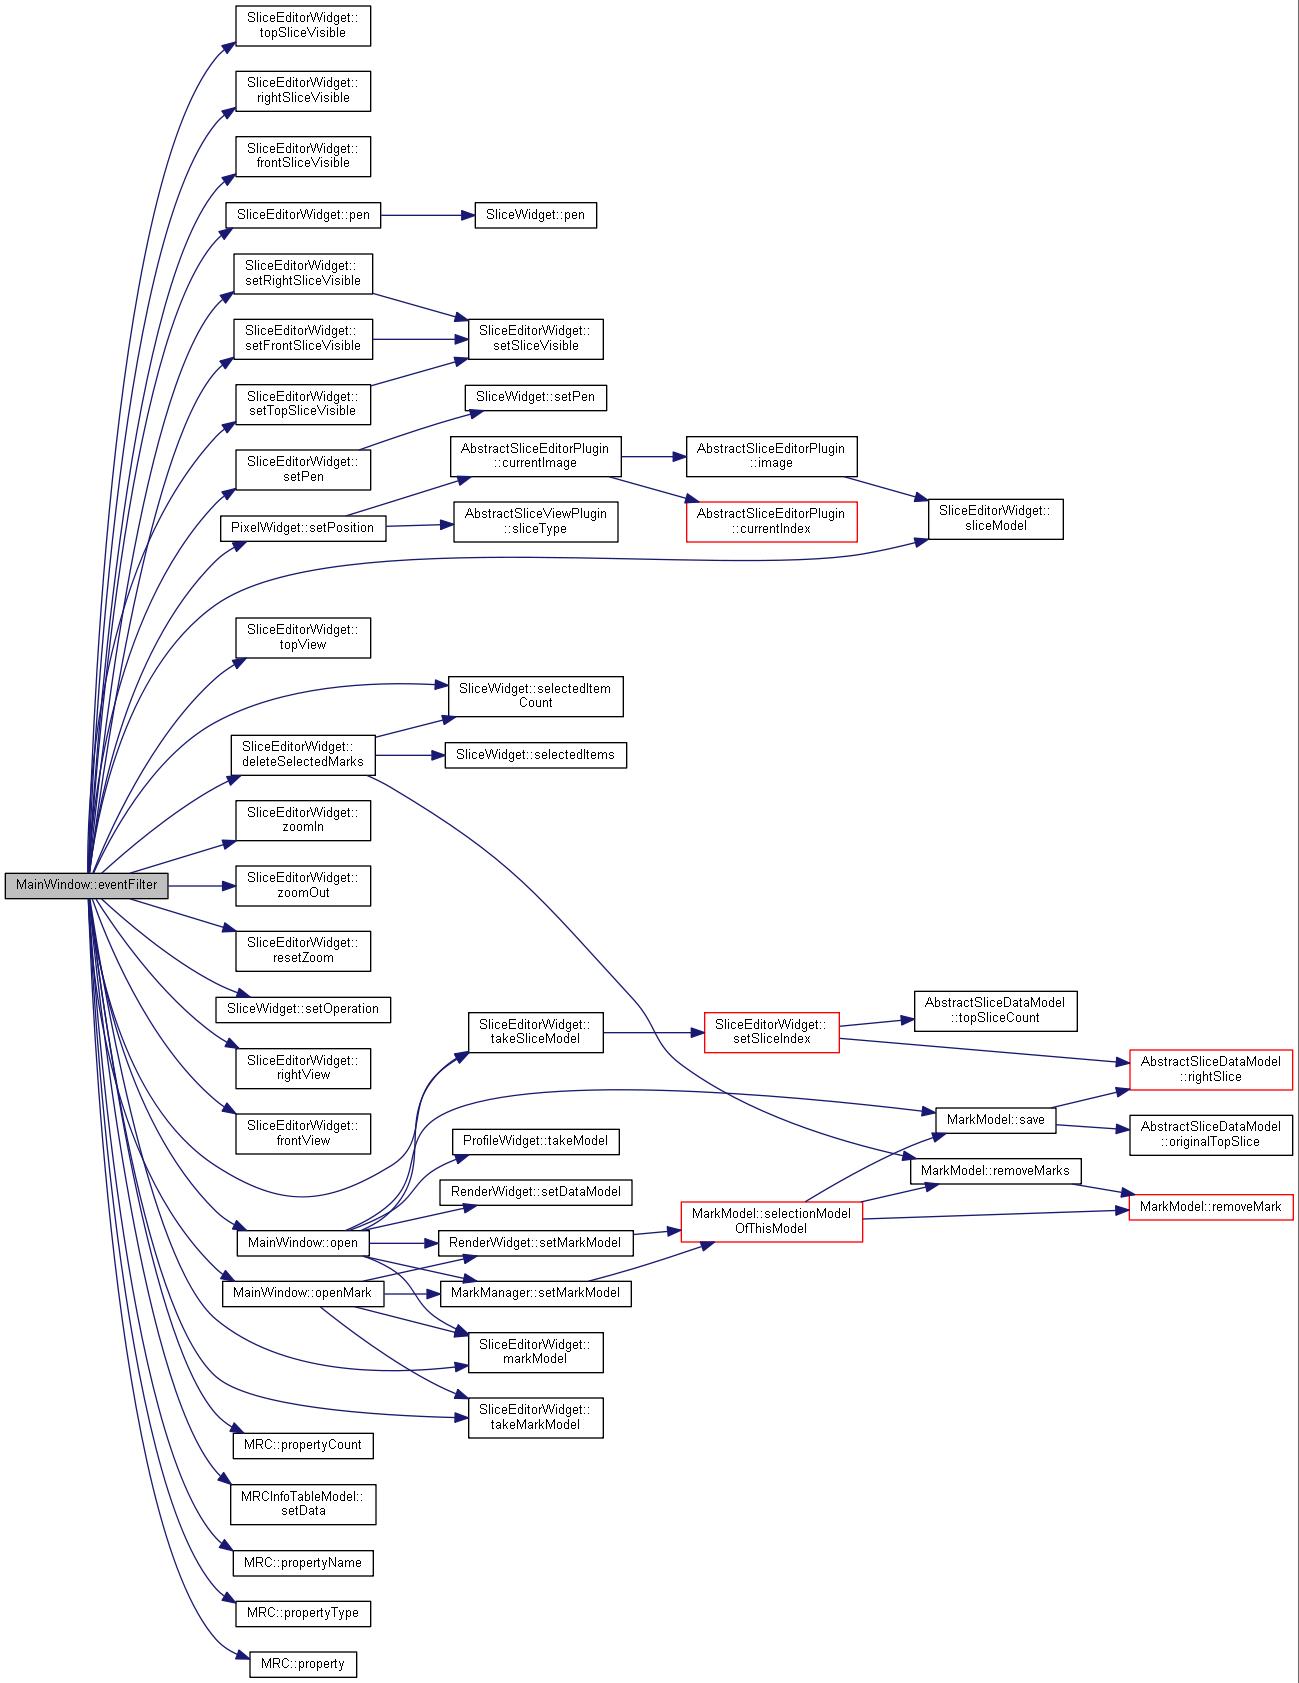 SliceEditorWidget::
topSliceVisible
SliceEditorWidget::
rightSliceVisible
SliceEditorWidget::
frontSliceVisible
SliceEditorWidget::pen
SliceWidget::pen
SliceEditorWidget::
setRightSliceVisible
SliceEditorWidget::
setFrontSliceVisible
SliceEditorWidget::
setSliceVisible
SliceEditorWidget::
setTopSliceVisible
SliceWidget::setPen
SliceEditorWidget::
setPen
AbstractSliceEditorPlugin
::currentImage
AbstractSliceEditorPlugin
::image
PixelWidget::setPosition
AbstractSliceViewPlugin
::sliceType
AbstractSliceEditorPlugin
::currentIndex
SliceEditorWidget::
sliceModel
SliceEditorWidget::
topView
SliceWidget::selectedItem
Count
SliceEditorWidget::
deleteSelectedMarks
SliceWidget::selectedItems
SliceEditorWidget::
zoomIn
MainWindow::eventFilter
SliceEditorWidget::
zoomOut
SliceEditorWidget::
resetZoom
SliceWidget::setOperation
SliceEditorWidget::
takeSliceModel
SliceEditorWidget::
setSliceIndex
AbstractSliceDataModel
::topSliceCount
SliceEditorWidget::
rightView
AbstractSliceDataModel
::rightSlice
SliceEditorWidget::
frontView
ProfileWidget::takeModel
MarkModel::save
AbstractSliceDataModel
::originalTopSlice
RenderWidget::setDataModel
MarkModel::removeMarks
MainWindow::open
RenderWidget::setMarkModel
MarkModel::selectionModel
OfThisModel
MarkModel::removeMark
MainWindow::openMark
MarkManager::setMarkModel
SliceEditorWidget::
markModel
SliceEditorWidget::
takeMarkModel
MRC::propertyCount
MRCInfoTableModel::
setData
MRC::propertyName
MRC::propertyType
MRC::property